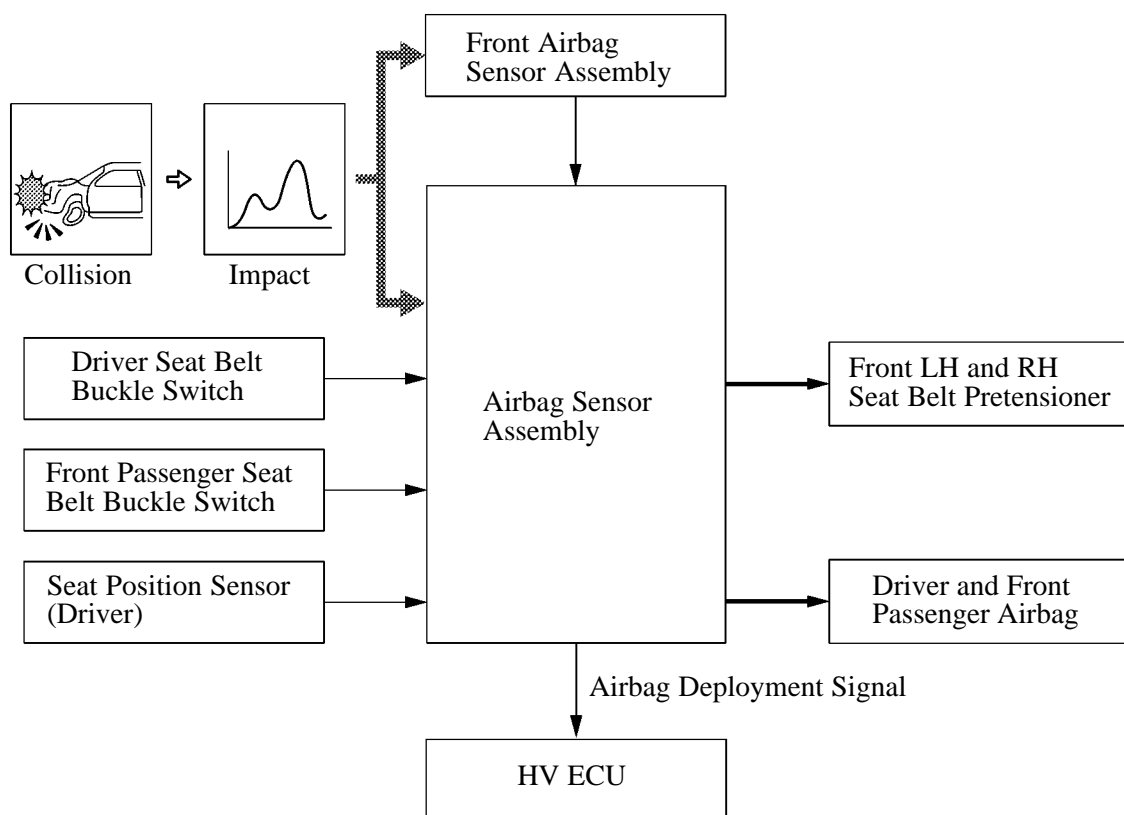 Front Airbag
Sensor Assembly
Collision
Impact
Driver Seat Belt
Buckle Switch
Front Passenger Seat
Belt Buckle Switch
Seat Position Sensor
(Driver)
Airbag Sensor
Assembly
Front LH and RH
Seat Belt Pretensioner
Driver and Front
Passenger Airbag
Airbag Deployment Signal
HV ECU